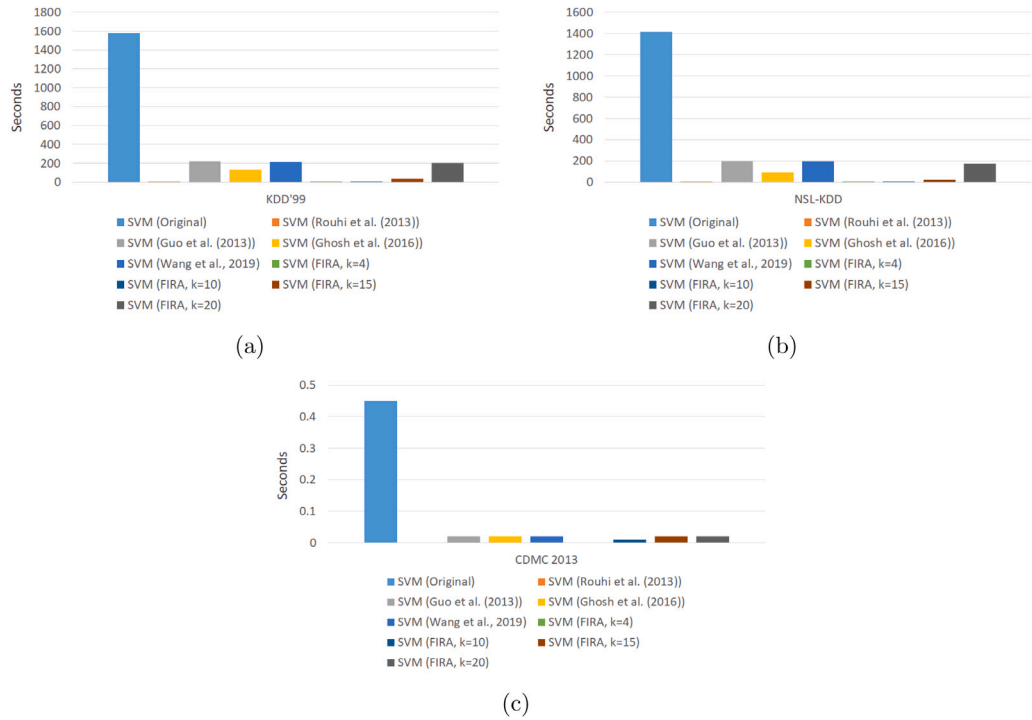 1800
1600
1400
1200
1000
800
600
400
200
0
Seconds
KDD'99
SVM (Original) SVM (Rouhi et al. (2013))
SVM (Guo et al. (2013)) SVM (Ghosh et al. (2016))
SVM (Wang et al., 2019) SVM (FIRA, k=4)
SVM (FIRA, k=10) SVM (FIRA, k=15)
SVM (FIRA, k=20)
(a)
1600
1400
1200
1000
800
600
400
200
0
Seconds
NSL-KDD
SVM (Original) SVM (Rouhi et al. (2013))
SVM (Guo et al. (2013)) SVM (Ghosh et al. (2016))
SVM (Wang et al., 2019) SVM (FIRA, k=4)
SVM (FIRA, k=10) SVM (FIRA, k=15)
SVM (FIRA, k=20)
(b)
0.5
0.4
0.3
0.2
0.1
0
Seconds
CDMC 2013
SVM (Original) SVM (Rouhi et al. (2013))
SVM (Guo et al. (2013)) SVM (Ghosh et al. (2016))
SVM (Wang et al., 2019) SVM (FIRA, k=4)
SVM (FIRA, k=10) SVM (FIRA, k=15)
SVM (FIRA, k=20)
(c)